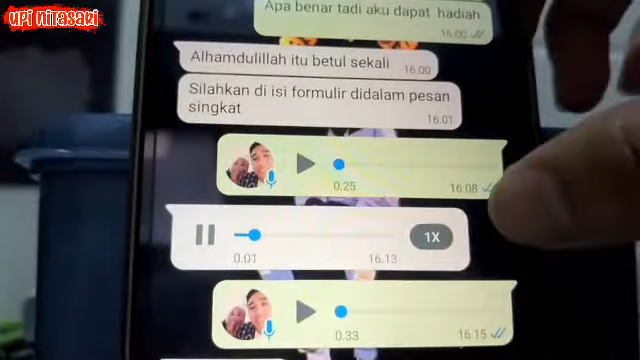 upi nitasari
Apa benar tadi aku dapat hadiah
16.00
Alhamdulillah itu betul sekali
16.00
Silahkan di isi formulir didalam pesan
singkat
16.01
0.25
16.08
1X
0.01
16.13
0.33
16.15